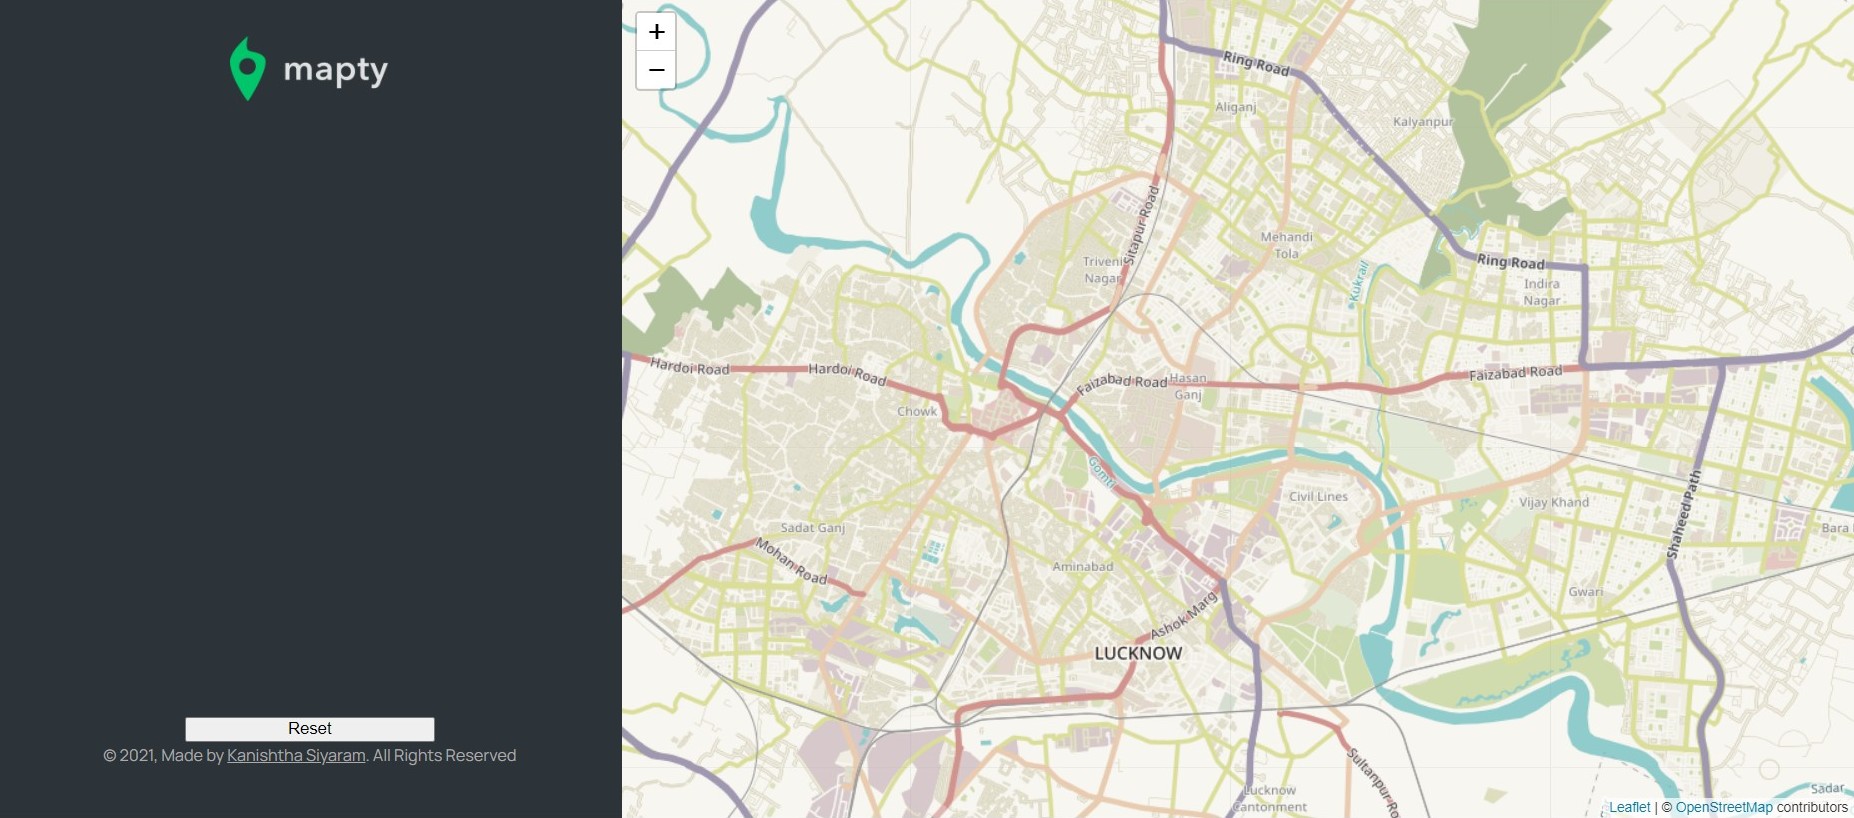 mapty
Reset
© 2021, Made by Kanishtha Siyaram. All Rights Reserved
+
−
Ring Road
Aliganj
Kalyanpur
Sitapur Road
Mehandi
Tola
Triveni
Nagar
Kukrail
Ring Road
Indira
Nagar
Hardoi Road
Hardoi Road
Faizabad Road
Hasan
Ganj
Faizabad Road
Chowk
Gomti
Civil Lines
Vijay Khand
Shaheed Path
Bara
Sadat Ganj
Mohan Road
Aminabad
Gwari
Ashok Marg
LUCKNOW
Sultanpur Ro
Lucknow
Cantonment
Sadar
Leaflet | © OpenStreetMap contributors